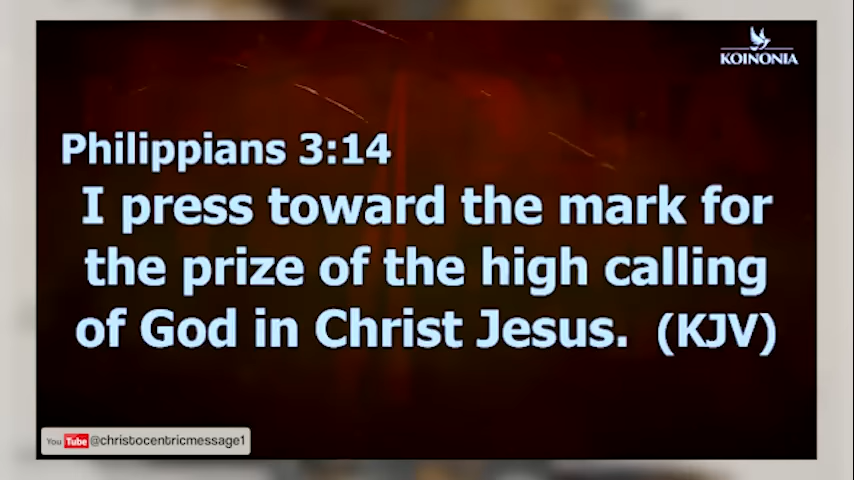 KOINONIA
Philippians 3:14
I press toward the mark for
the prize of the high calling
of God in Christ Jesus. (KJV)
You Tube @christocentricmessage1